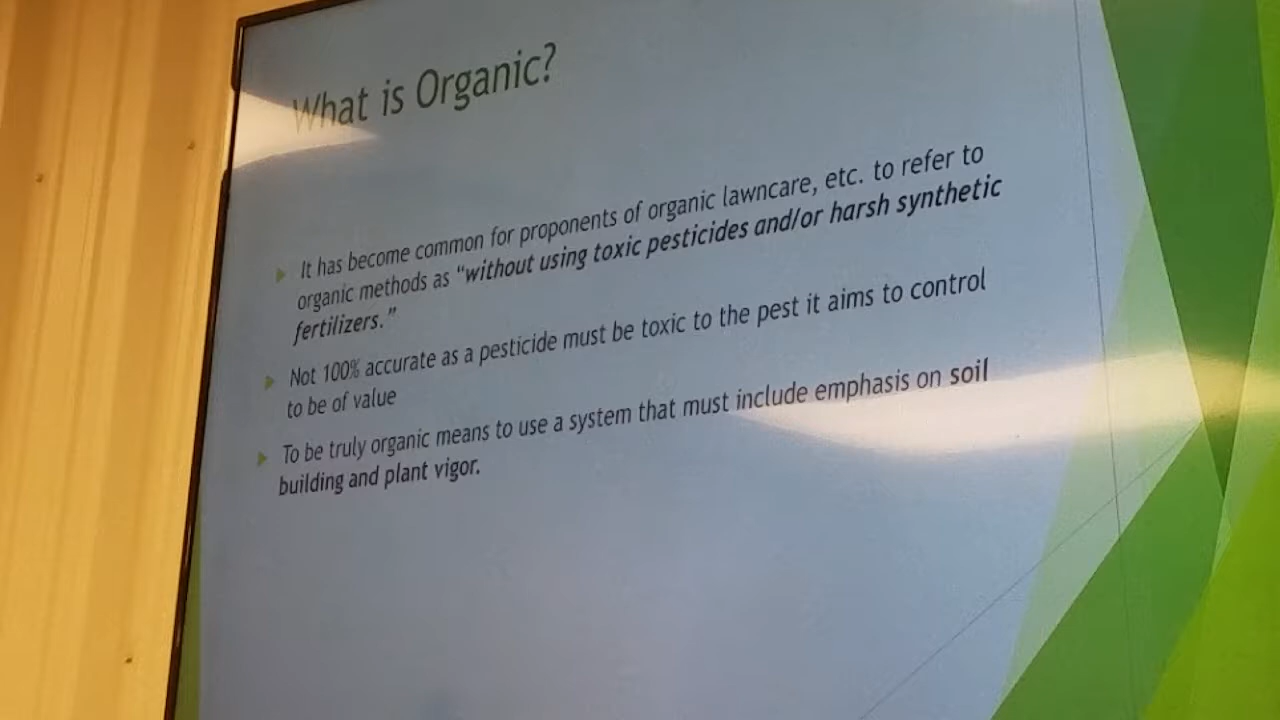 What is Organic?
It has become common for proponents of organic lawncare, etc. to refer to
organic methods as “without using toxic pesticides and/or harsh synthetic
fertilizers.”
Not 100% accurate as a pesticide must be toxic to the pest it aims to control
to be of value
To be truly organic means to use a system that must include emphasis on soil
building and plant vigor.